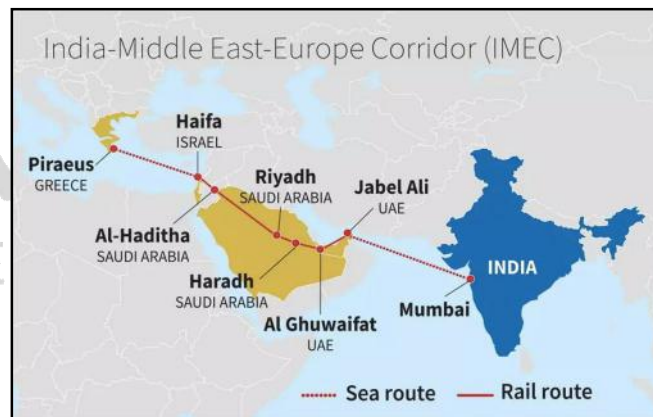 India-Middle East-Europe Corridor (IMEC)
Haifa
ISRAEL
Piraeus
GREECE
Riyadh
SAUDI ARABIA
Jabel Ali
UAE
Al-Haditha
SAUDI ARABIA
Haradh
SAUDI ARABIA
Al Ghuwaifat
UAE
INDIA
Mumbai
Sea route
Rail route